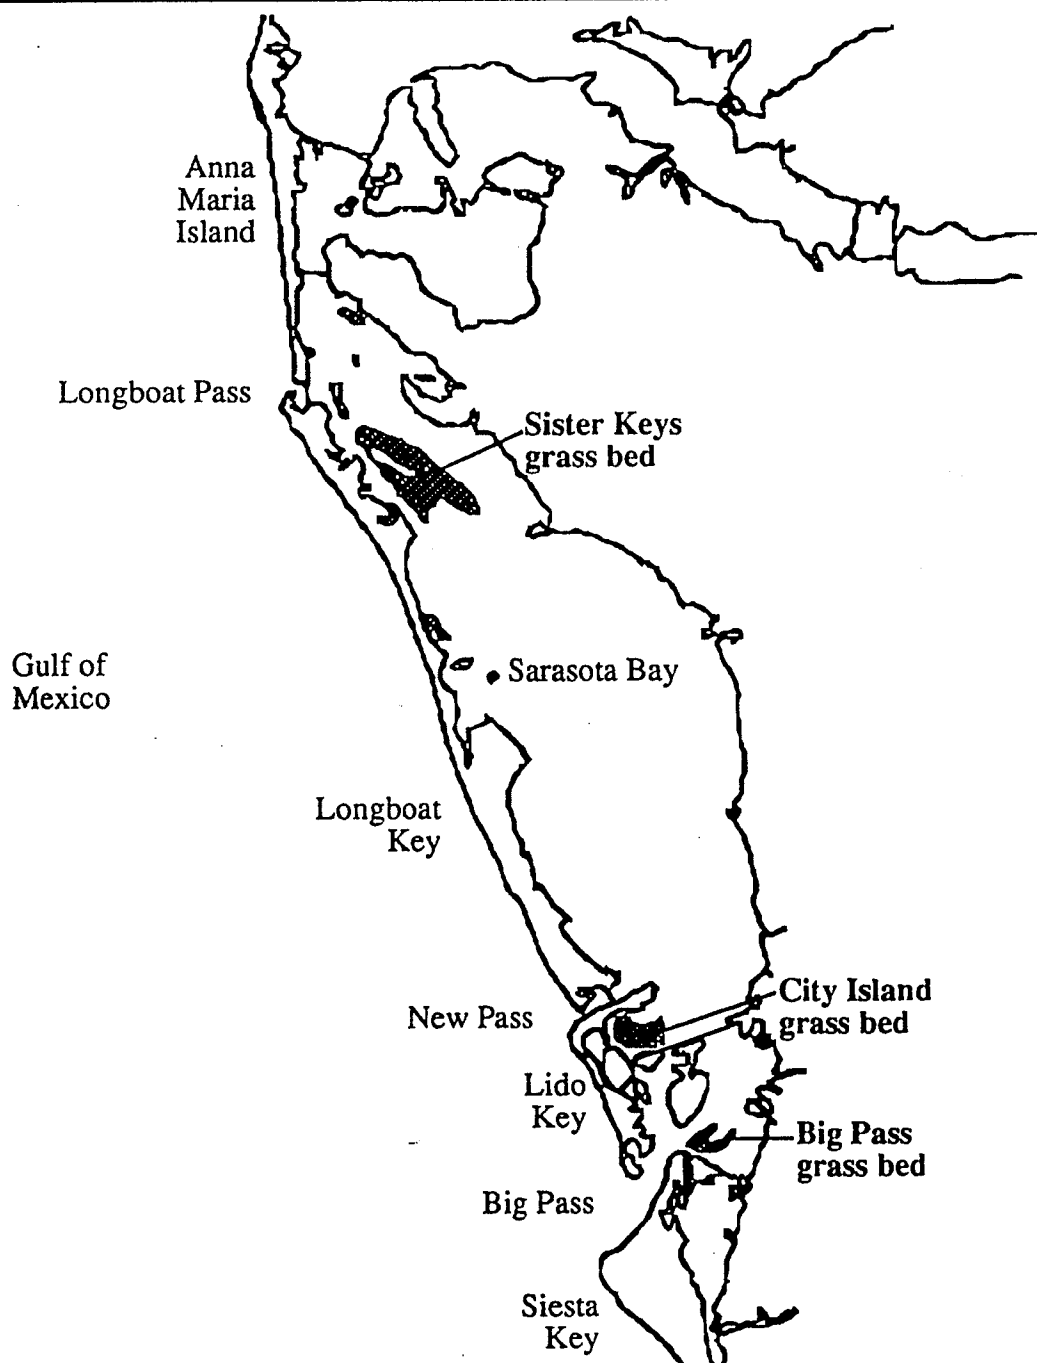 Anna
Maria
Island
Longboat Pass
Sister Keys
grass bed
Gulf of
Mexico
Sarasota Bay
Longboat
Key
New Pass
City Island
grass bed
Lido
Key
Big Pass
grass bed
Big Pass
Siesta
Key